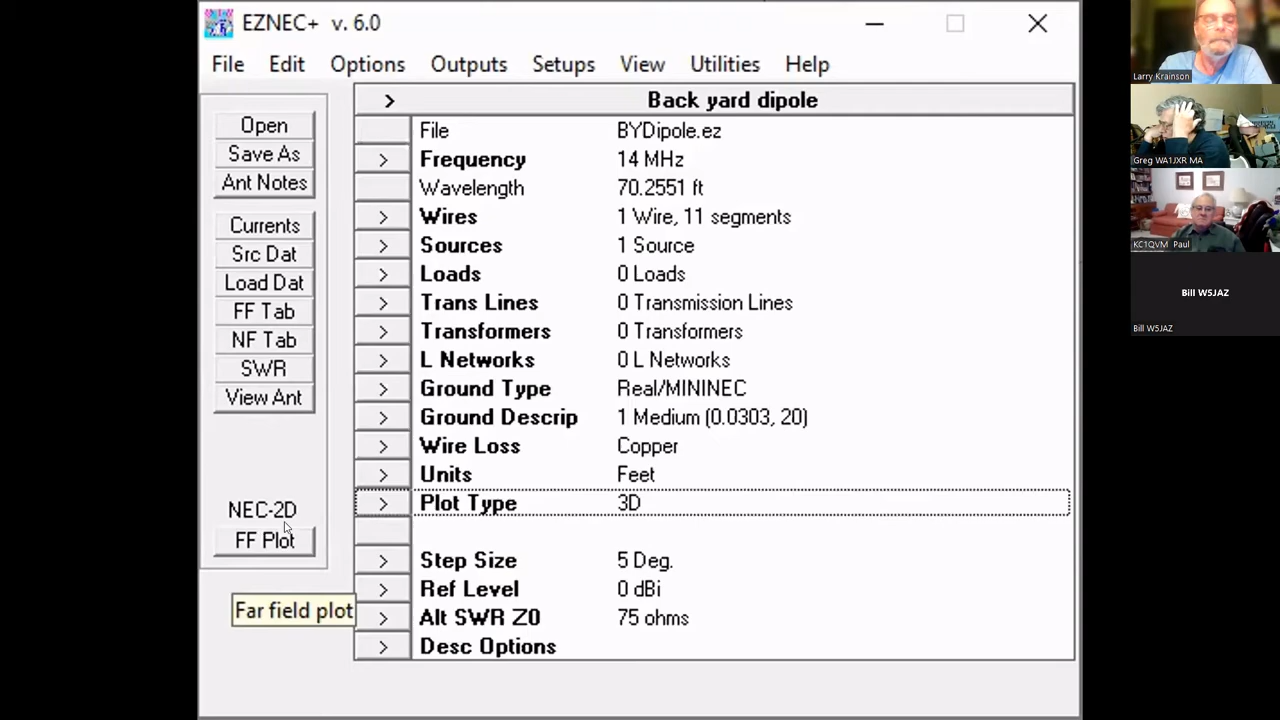 EZNEC+ v. 6.0
File Edit Options Outputs Setups View Utilities Help
Open
Save As
Ant Notes
Currents
Src Dat
Load Dat
FF Tab
NF Tab
SWR
View Ant
NEC-2D
FF Plot
Far field plot
> Back yard dipole
File BYDipole.ez
> Frequency 14 MHz
Wavelength 70.2551 ft
> Wires 1 Wire, 11 segments
> Sources 1 Source
> Loads 0 Loads
> Trans Lines 0 Transmission Lines
> Transformers 0 Transformers
> L Networks 0 L Networks
> Ground Type Real/MININEC
> Ground Descrip 1 Medium (0.0303, 20)
> Wire Loss Copper
> Units Feet
> Plot Type 3D
> Step Size 5 Deg.
> Ref Level 0 dBi
> Alt SWR Z0 75 ohms
> Desc Options
Larry Krainson
Greg WA1JXR MA
KC1QVM Paul
Bill W5JAZ
Bill W5JAZ